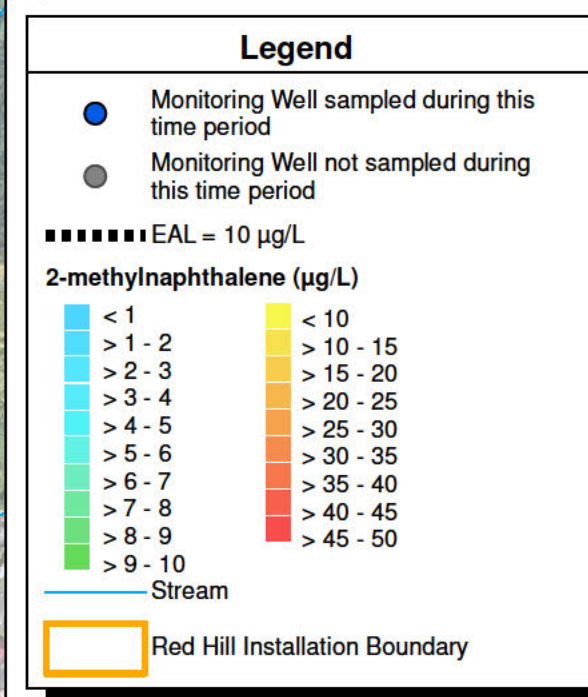 Legend
Monitoring Well sampled during this
time period
Monitoring Well not sampled during
this time period
EAL = 10 µg/L
2-methylnaphthalene (µg/L)
< 1
> 1 - 2
> 2 - 3
> 3 - 4
> 4 - 5
> 5 - 6
> 6 - 7
> 7 - 8
> 8 - 9
> 9 - 10
< 10
> 10 - 15
> 15 - 20
> 20 - 25
> 25 - 30
> 30 - 35
> 35 - 40
> 40 - 45
> 45 - 50
Stream
Red Hill Installation Boundary